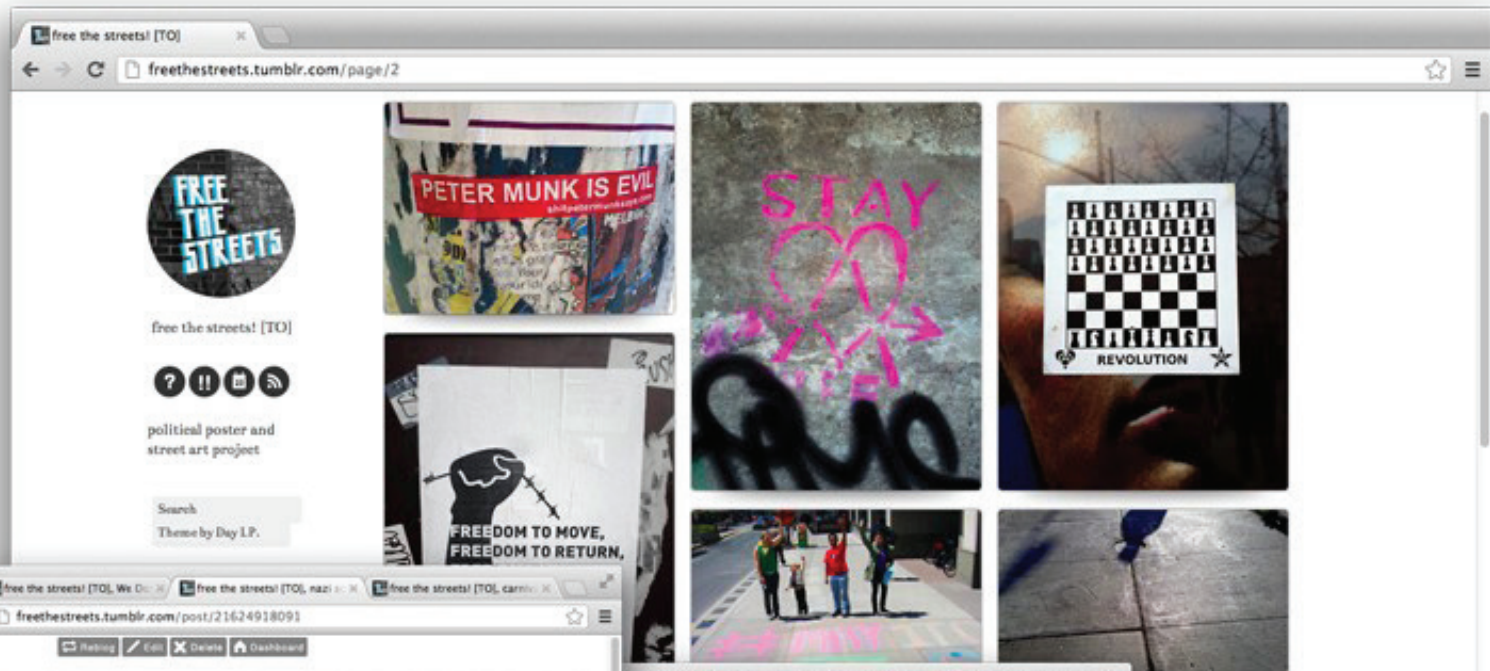 free the streets! [TO]
freethestreets.tumblr.com/page/2
FREE
THE
STREETS
free the streets! [TO]
? !!
political poster and
street art project
Search
Theme by Day I.P.
PETER MUNK IS EVIL
MELBO
STAY
REVOLUTION
FREEDOM TO MOVE,
FREEDOM TO RETURN,
free the streets! [TO], We Do
free the streets! [TO], nazi
free the streets! [TO], carniv
freethestreets.tumblr.com/post/21624918091
Reblog
Edit
Delete
Dashboard